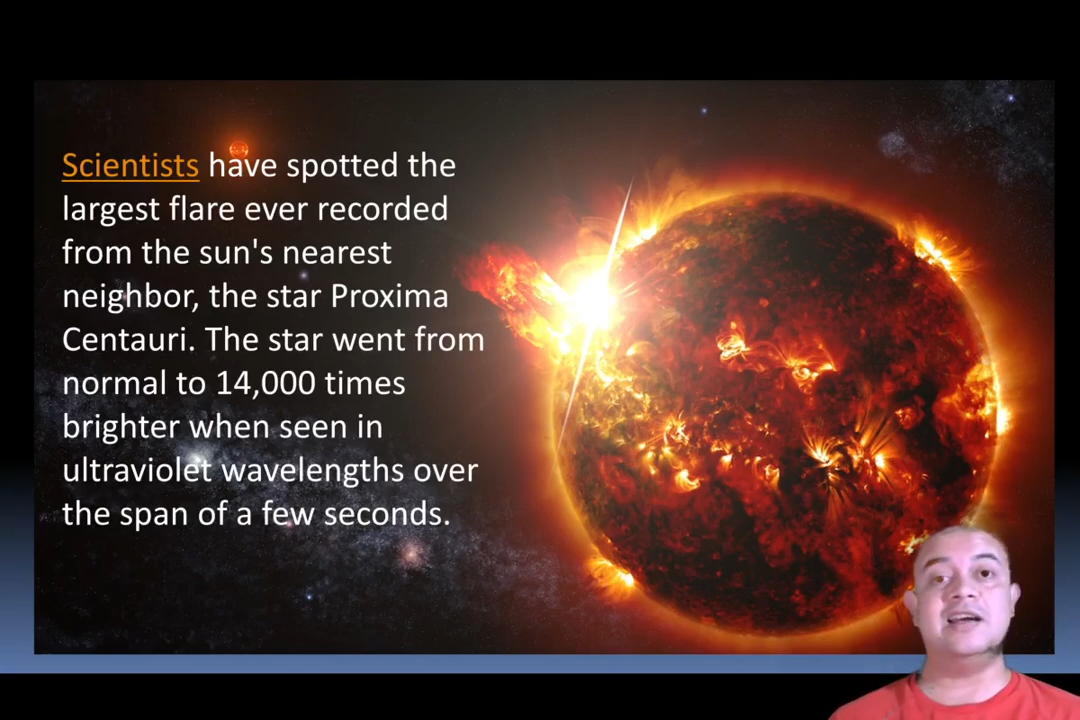 Scientists have spotted the
largest flare ever recorded
from the sun's nearest
neighbor, the star Proxima
Centauri. The star went from
normal to 14,000 times
brighter when seen in
ultraviolet wavelengths over
the span of a few seconds.